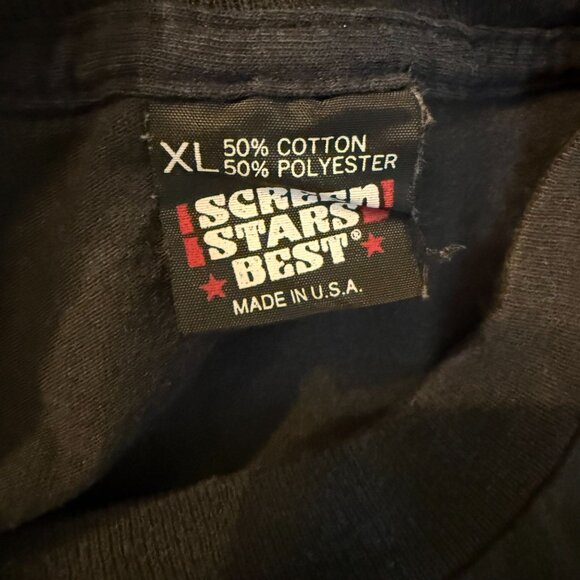 XL 50% COTTON
50% POLYESTER
SCREEN
STARS
BEST®
MADE IN U.S.A.